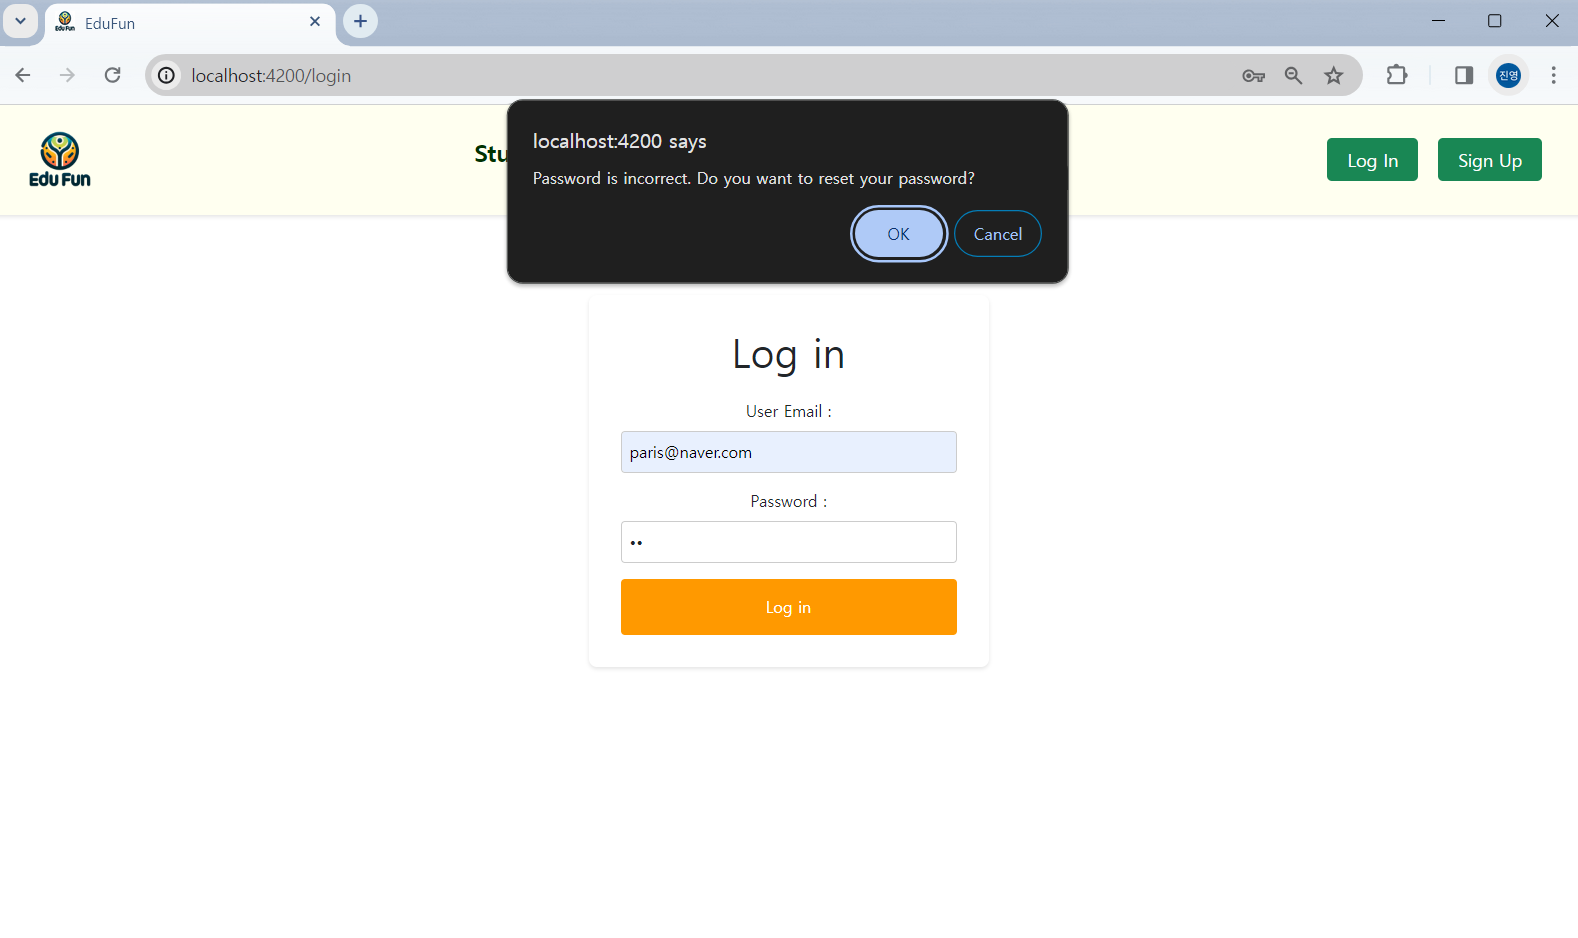 EduFun
localhost:4200/login
진영
Edu Fun
Stu
Log In
Sign Up
localhost:4200 says
Password is incorrect. Do you want to reset your password?
OK
Cancel
Log in
User Email :
paris@naver.com
Password :
••
Log in